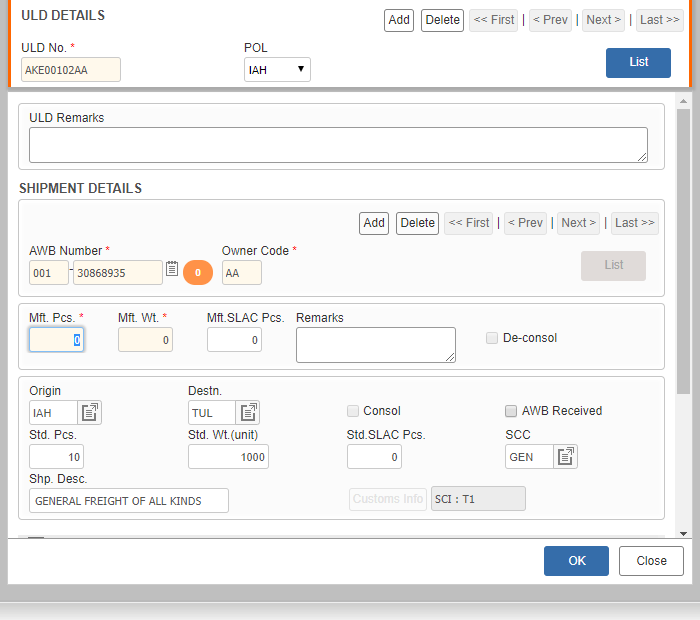 ULD DETAILS
Add Delete << First | < Prev | Next > | Last >>
ULD No. * POL
AKE00102AA IAH List
ULD Remarks
SHIPMENT DETAILS
Add Delete << First | < Prev | Next > | Last >>
AWB Number * Owner Code *
001 - 30868935 0 AA List
Mft. Pcs. * Mft. Wt. * Mft.SLAC Pcs. Remarks
0 0 0 De-consol
Origin Destn.
IAH TUL Consol AWB Received
Std. Pcs. Std. Wt.(unit) Std.SLAC Pcs. SCC
10 1000 0 GEN
Shp. Desc.
GENERAL FREIGHT OF ALL KINDS Customs Info SCI : T1
OK Close